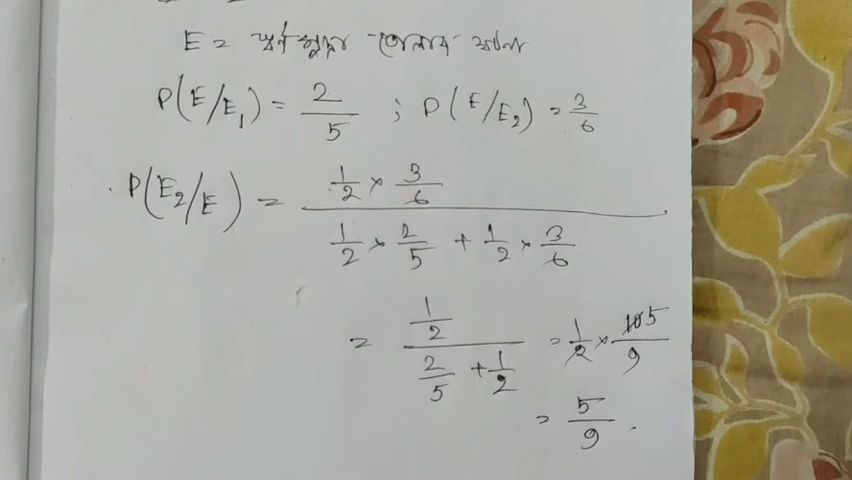 E = স্বর্ণমুদ্রা তোলার ঘটনা
P(E/E₁) = 2/5 ; P(E/E₂) = 3/6
P(E₂/E) = (1/2 × 3/6) / (1/2 × 2/5 + 1/2 × 3/6)
= (1/2) / (2/5 + 1/2) = 1/2 × 10 5/9
= 5/9 .